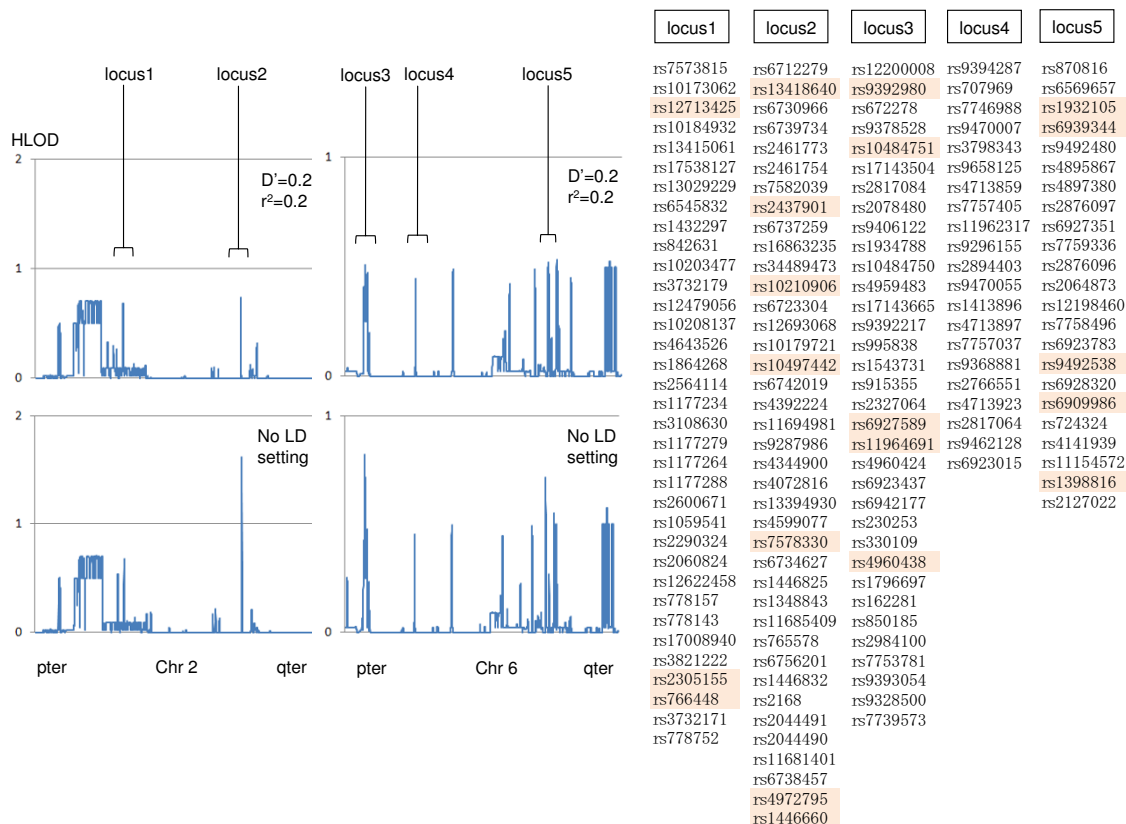 locus1
locus2
locus3
locus4
locus5
HLOD
2
1
0
D'=0.2
r²=0.2
1
0
D'=0.2
r²=0.2
2
1
0
No LD
setting
1
0
No LD
setting
pter
Chr 2
qter
pter
Chr 6
qter
locus1
rs7573815
rs10173062
rs12713425
rs10184932
rs13415061
rs17538127
rs13029229
rs6545832
rs1432297
rs842631
rs10203477
rs3732179
rs12479056
rs10208137
rs4643526
rs1864268
rs2564114
rs1177234
rs3108630
rs1177279
rs1177264
rs1177288
rs2600671
rs1059541
rs2290324
rs2060824
rs12622458
rs778157
rs778143
rs17008940
rs3821222
rs2305155
rs766448
rs3732171
rs778752
locus2
rs6712279
rs13418640
rs6730966
rs6739734
rs2461773
rs2461754
rs7582039
rs2437901
rs6737259
rs16863235
rs34489473
rs10210906
rs6723304
rs12693068
rs10179721
rs10497442
rs6742019
rs4392224
rs11694981
rs9287986
rs4344900
rs4072816
rs13394930
rs4599077
rs7578330
rs6734627
rs1446825
rs1348843
rs11685409
rs765578
rs6756201
rs1446832
rs2168
rs2044491
rs2044490
rs11681401
rs6738457
rs4972795
rs1446660
locus3
rs12200008
rs9392980
rs672278
rs9378528
rs10484751
rs17143504
rs2817084
rs2078480
rs9406122
rs1934788
rs10484750
rs4959483
rs17143665
rs9392217
rs995838
rs1543731
rs915355
rs2327064
rs6927589
rs11964691
rs4960424
rs6923437
rs6942177
rs230253
rs330109
rs4960438
rs1796697
rs162281
rs850185
rs2984100
rs7753781
rs9393054
rs9328500
rs7739573
locus4
rs9394287
rs707969
rs7746988
rs9470007
rs3798343
rs9658125
rs4713859
rs7757405
rs11962317
rs9296155
rs2894403
rs9470055
rs1413896
rs4713897
rs7757037
rs9368881
rs2766551
rs4713923
rs2817064
rs9462128
rs6923015
locus5
rs870816
rs6569657
rs1932105
rs6939344
rs9492480
rs4895867
rs4897380
rs2876097
rs6927351
rs7759336
rs2876096
rs2064873
rs12198460
rs7758496
rs6923783
rs9492538
rs6928320
rs6909986
rs724324
rs4141939
rs11154572
rs1398816
rs2127022